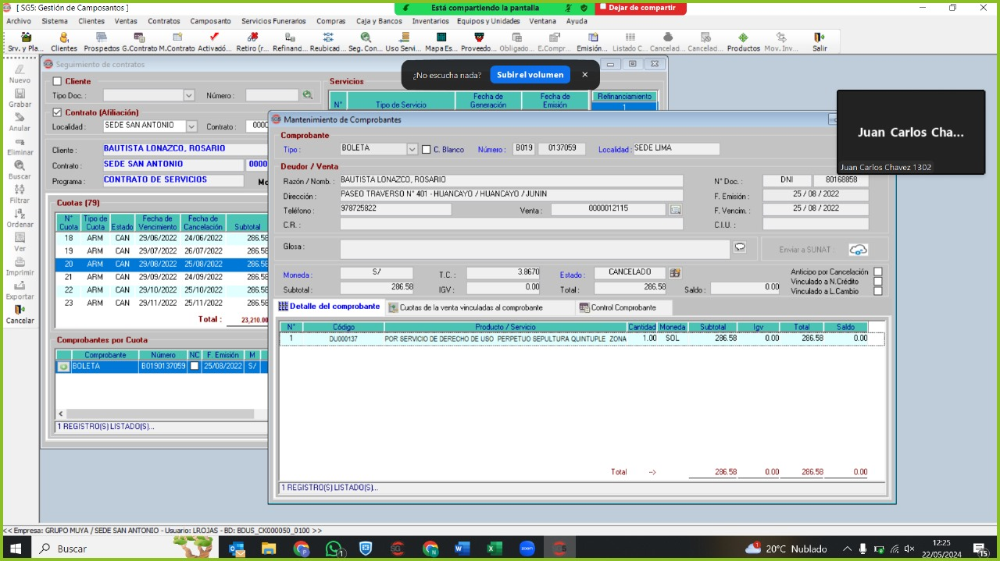 [ SG5: Gestión de Camposantos ]
Está compartiendo la pantalla
Dejar de compartir
Archivo Sistema Clientes Ventas Contratos Camposanto Servicios Funerarios Compras Caja y Bancos Inventarios Equipos y Unidades Ventana Ayuda
Srv. y Pla... Clientes Prospectos G.Contrato M.Contrato Activadó... Retiro (r... Refinand... Reubicad... Seg. Con... Uso Servi... Mapa Es... Proveedo... Obligado... E.Compr... Emisión... Listado C... Cancelad... Cancelad... Productos Mov. Inv... Salir
Nuevo
Grabar
Anular
Eliminar
Buscar
Filtrar
Ordenar
Ver
Imprimir
Exportar
Cancelar
Seguimiento de contratos
¿No escucha nada? Subir el volumen
Cliente
Tipo Doc. : Número :
Contrato (Afiliación)
Localidad : SEDE SAN ANTONIO Contrato : 000
Cliente : BAUTISTA LONAZCO, ROSARIO
Contrato : SEDE SAN ANTONIO 0000
Programa : CONTRATO DE SERVICIOS Mo
Servicios
N° Tipo de Servicio Fecha de Generación Fecha de Emisión
Refinanciamiento
1
Cuotas (79)
N° Cuota Tipo de Cuota Estado Fecha de Vencimiento Fecha de Cancelación Subtotal
18 ARM CAN 29/06/2022 24/06/2022 286.58
19 ARM CAN 29/07/2022 26/07/2022 286.58
20 ARM CAN 29/08/2022 25/08/2022 286.58
21 ARM CAN 29/09/2022 24/09/2022 286.58
22 ARM CAN 29/10/2022 25/10/2022 286.58
23 ARM CAN 29/11/2022 25/11/2022 286.58
Total : 23,210.00
Comprobantes por Cuota
Comprobante Número NC F. Emisión M
BOLETA B0190137059 25/08/2022 S/
1 REGISTRO(S) LISTADO(S)...
Mantenimiento de Comprobantes
Comprobante
Tipo : BOLETA C. Blanco Número : B019 0137059 Localidad : SEDE LIMA
Deudor / Venta
Razón / Nomb. : BAUTISTA LONAZCO, ROSARIO N° Doc. : DNI 80168858
Dirección : PASEO TRAVERSO N° 401 - HUANCAYO / HUANCAYO / JUNIN F. Emisión : 25 / 08 / 2022
Teléfono : 978725822 Venta : 0000012115 F. Vencim. : 25 / 08 / 2022
C.R. : C.I.U. :
Glosa : Enviar a SUNAT :
Moneda : S/ T.C. : 3.8670 Estado : CANCELADO
Subtotal : 286.58 IGV : 0.00 Total : 286.58 Saldo : 0.00
Anticipo por Cancelación
Vinculado a N.Crédito
Vinculado a L.Cambio
Detalle del comprobante Cuotas de la venta vinculadas al comprobante Control Comprobante
N° Código Producto / Servicio Cantidad Moneda Subtotal Igv Total Saldo
1 DU000137 POR SERVICIO DE DERECHO DE USO PERPETUO SEPULTURA QUINTUPLE ZONA 1.00 SOL 286.58 0.00 286.58 0.00
Total --> 286.58 0.00 286.58 0.00
1 REGISTRO(S) LISTADO(S)...
Juan Carlos Cha...
Juan Carlos Chavez 1302
<< Empresa: GRUPO MUYA / SEDE SAN ANTONIO - Usuario: LROJAS - BD: BDUS_CK000050_0100 >>
Buscar
20°C Nublado
12:25
22/05/2024
15